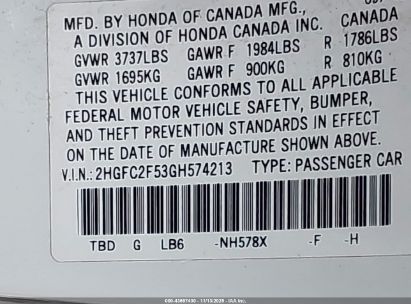 MFD. BY HONDA OF CANADA MFG.,
A DIVISION OF HONDA CANADA INC. CANADA
GVWR 3737LBS GAWR F 1984LBS R 1786LBS
GVWR 1695KG GAWR F 900KG R 810KG
THIS VEHICLE CONFORMS TO ALL APPLICABLE
FEDERAL MOTOR VEHICLE SAFETY, BUMPER,
AND THEFT PREVENTION STANDARDS IN EFFECT
ON THE DATE OF MANUFACTURE SHOWN ABOVE.
V.I.N.: 2HGFC2F53GH574213 TYPE: PASSENGER CAR
TBD G LB6 -NH578X -F -H